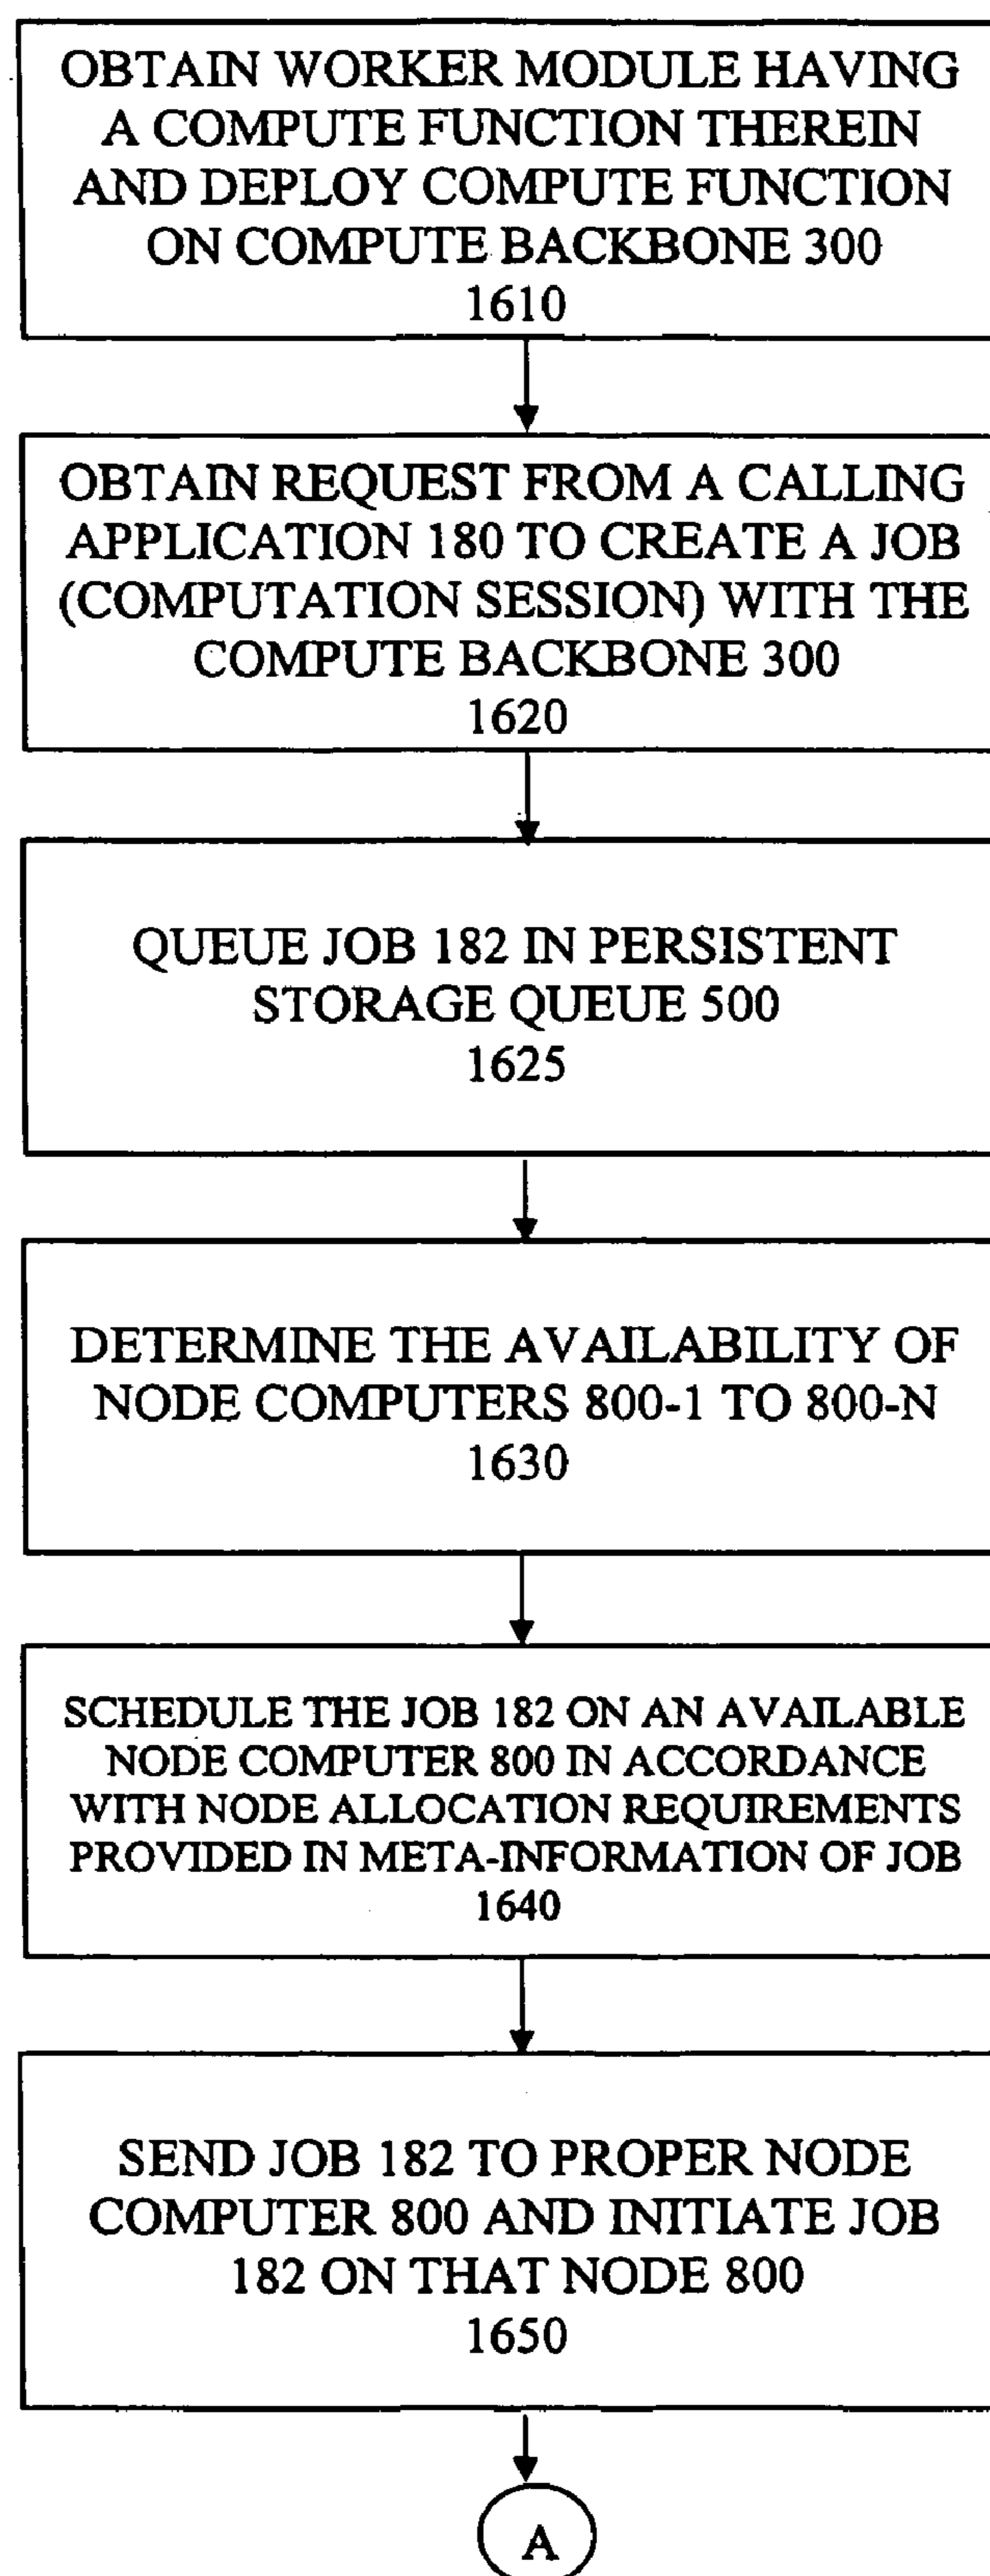 OBTAIN WORKER MODULE HAVING
A COMPUTE FUNCTION THEREIN
AND DEPLOY COMPUTE FUNCTION
ON COMPUTE BACKBONE 300
1610
OBTAIN REQUEST FROM A CALLING
APPLICATION 180 TO CREATE A JOB
(COMPUTATION SESSION) WITH THE
COMPUTE BACKBONE 300
1620
QUEUE JOB 182 IN PERSISTENT
STORAGE QUEUE 500
1625
DETERMINE THE AVAILABILITY OF
NODE COMPUTERS 800-1 TO 800-N
1630
SCHEDULE THE JOB 182 ON AN AVAILABLE
NODE COMPUTER 800 IN ACCORDANCE
WITH NODE ALLOCATION REQUIREMENTS
PROVIDED IN META-INFORMATION OF JOB
1640
SEND JOB 182 TO PROPER NODE
COMPUTER 800 AND INITIATE JOB
182 ON THAT NODE 800
1650
A